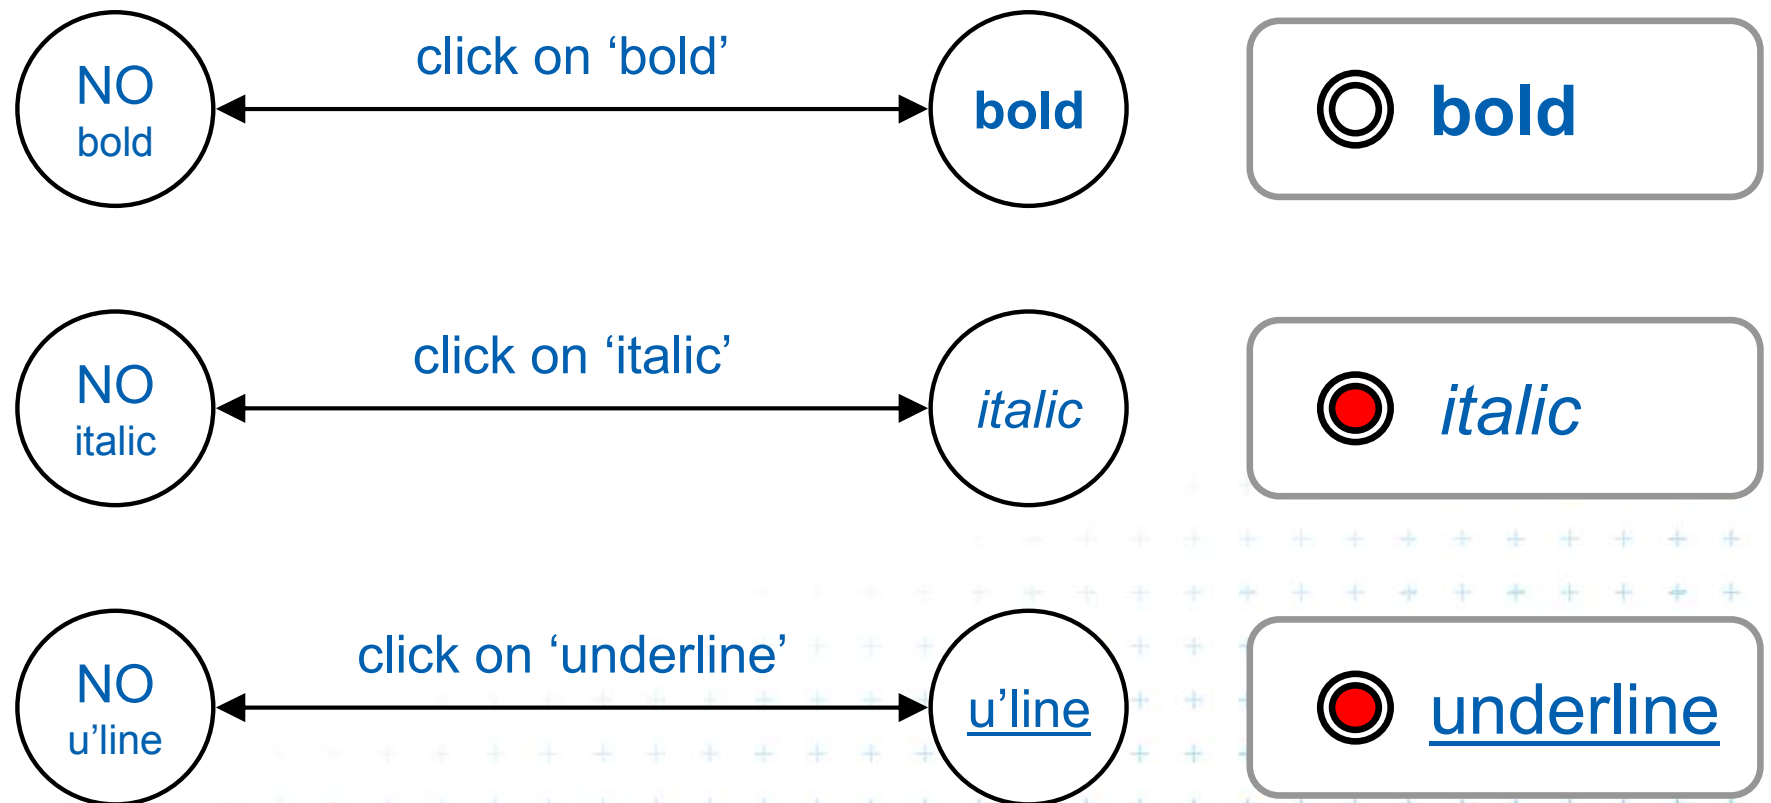 click on ‘bold’
NO
bold
bold
bold
click on ‘italic’
NO
italic
italic
italic
click on ‘underline’
NO
u’line
u’line
underline